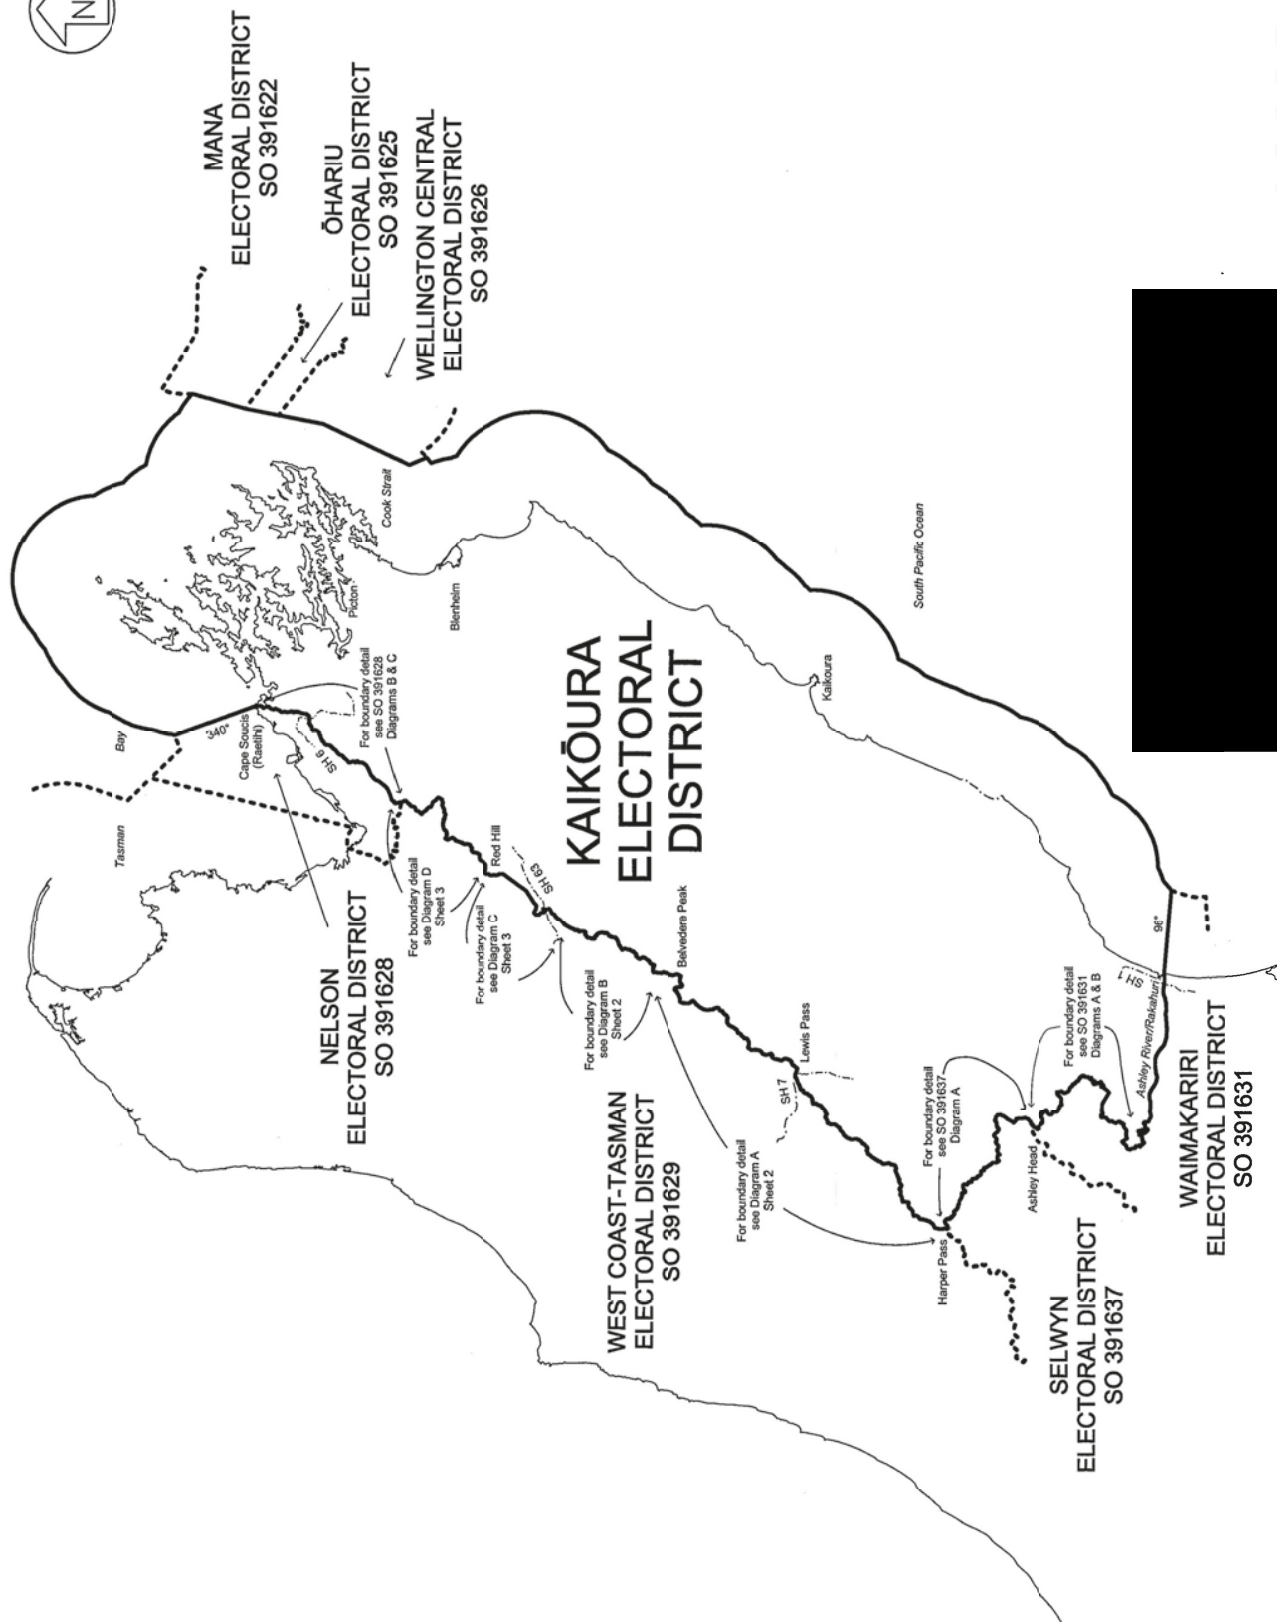 N
MANA
ELECTORAL DISTRICT
SO 391622
ŌHARIU
ELECTORAL DISTRICT
SO 391625
WELLINGTON CENTRAL
ELECTORAL DISTRICT
SO 391626
Cook Strait
Picton
Blenheim
South Pacific Ocean
Kaikoura
KAIKŌURA
ELECTORAL
DISTRICT
Tasman
Bay
340°
Cape Soucis
(Raetihi)
SH 6
For boundary detail
see SO 391628
Diagrams B & C
NELSON
ELECTORAL DISTRICT
SO 391628
For boundary detail
see Diagram D
Sheet 3
Red Hill
For boundary detail
see Diagram C
Sheet 3
SH 63
For boundary detail
see Diagram B
Sheet 2
Belvedere Peak
WEST COAST-TASMAN
ELECTORAL DISTRICT
SO 391629
For boundary detail
see Diagram A
Sheet 2
Lewis Pass
SH 7
For boundary detail
see SO 391637
Diagram A
Harper Pass
Ashley Head
For boundary detail
see SO 391631
Diagrams A & B
SH 1
96°
Ashley River/Rakahuri
SELWYN
ELECTORAL DISTRICT
SO 391637
WAIMAKARIRI
ELECTORAL DISTRICT
SO 391631